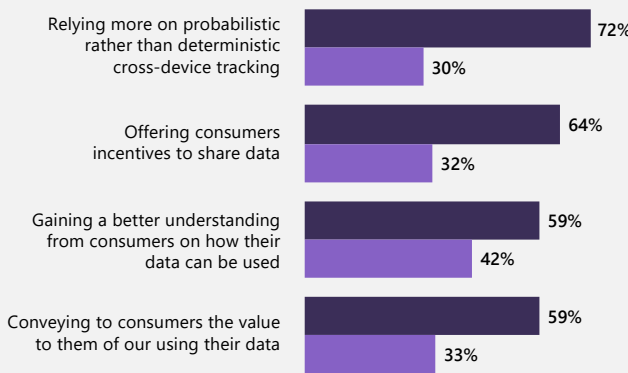 Relying more on probabilistic
rather than deterministic
cross-device tracking
72%
30%
Offering consumers
incentives to share data
64%
32%
Gaining a better understanding
from consumers on how their
data can be used
59%
42%
Conveying to consumers the value
to them of our using their data
59%
33%